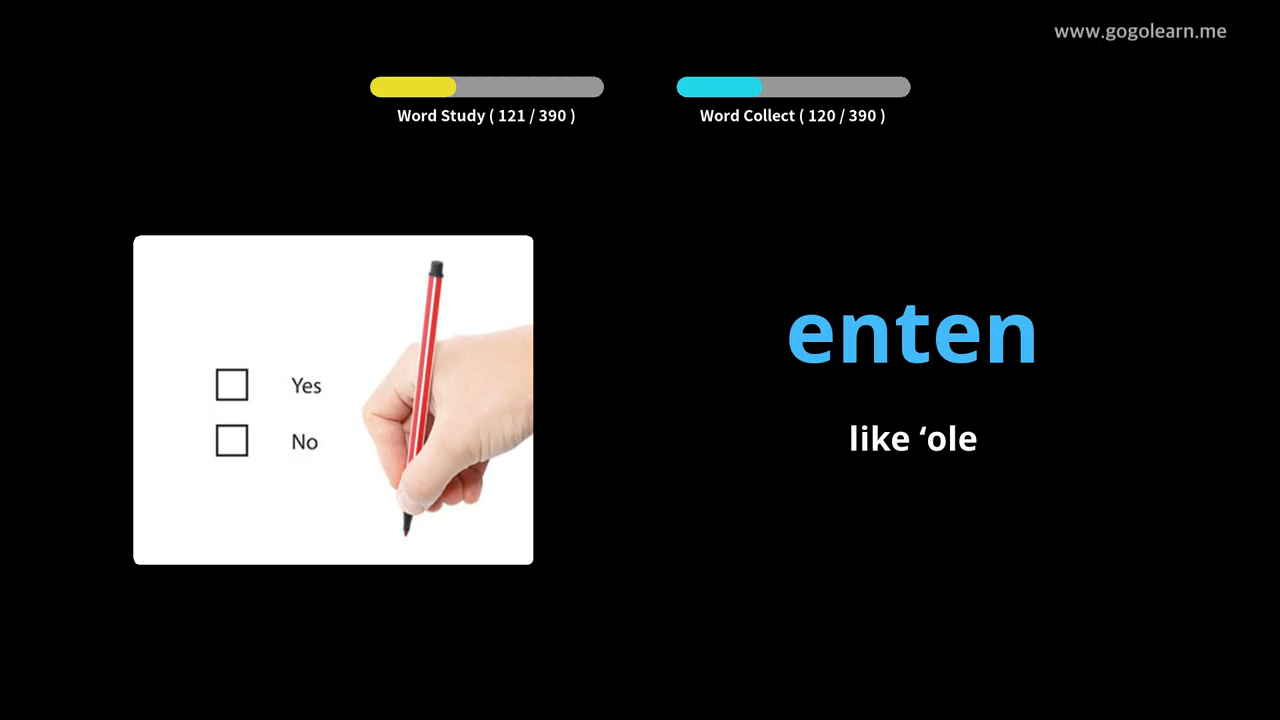 www.gogolearn.me
Word Study ( 121 / 390 )
Word Collect ( 120 / 390 )
Yes
No
enten
like ‘ole